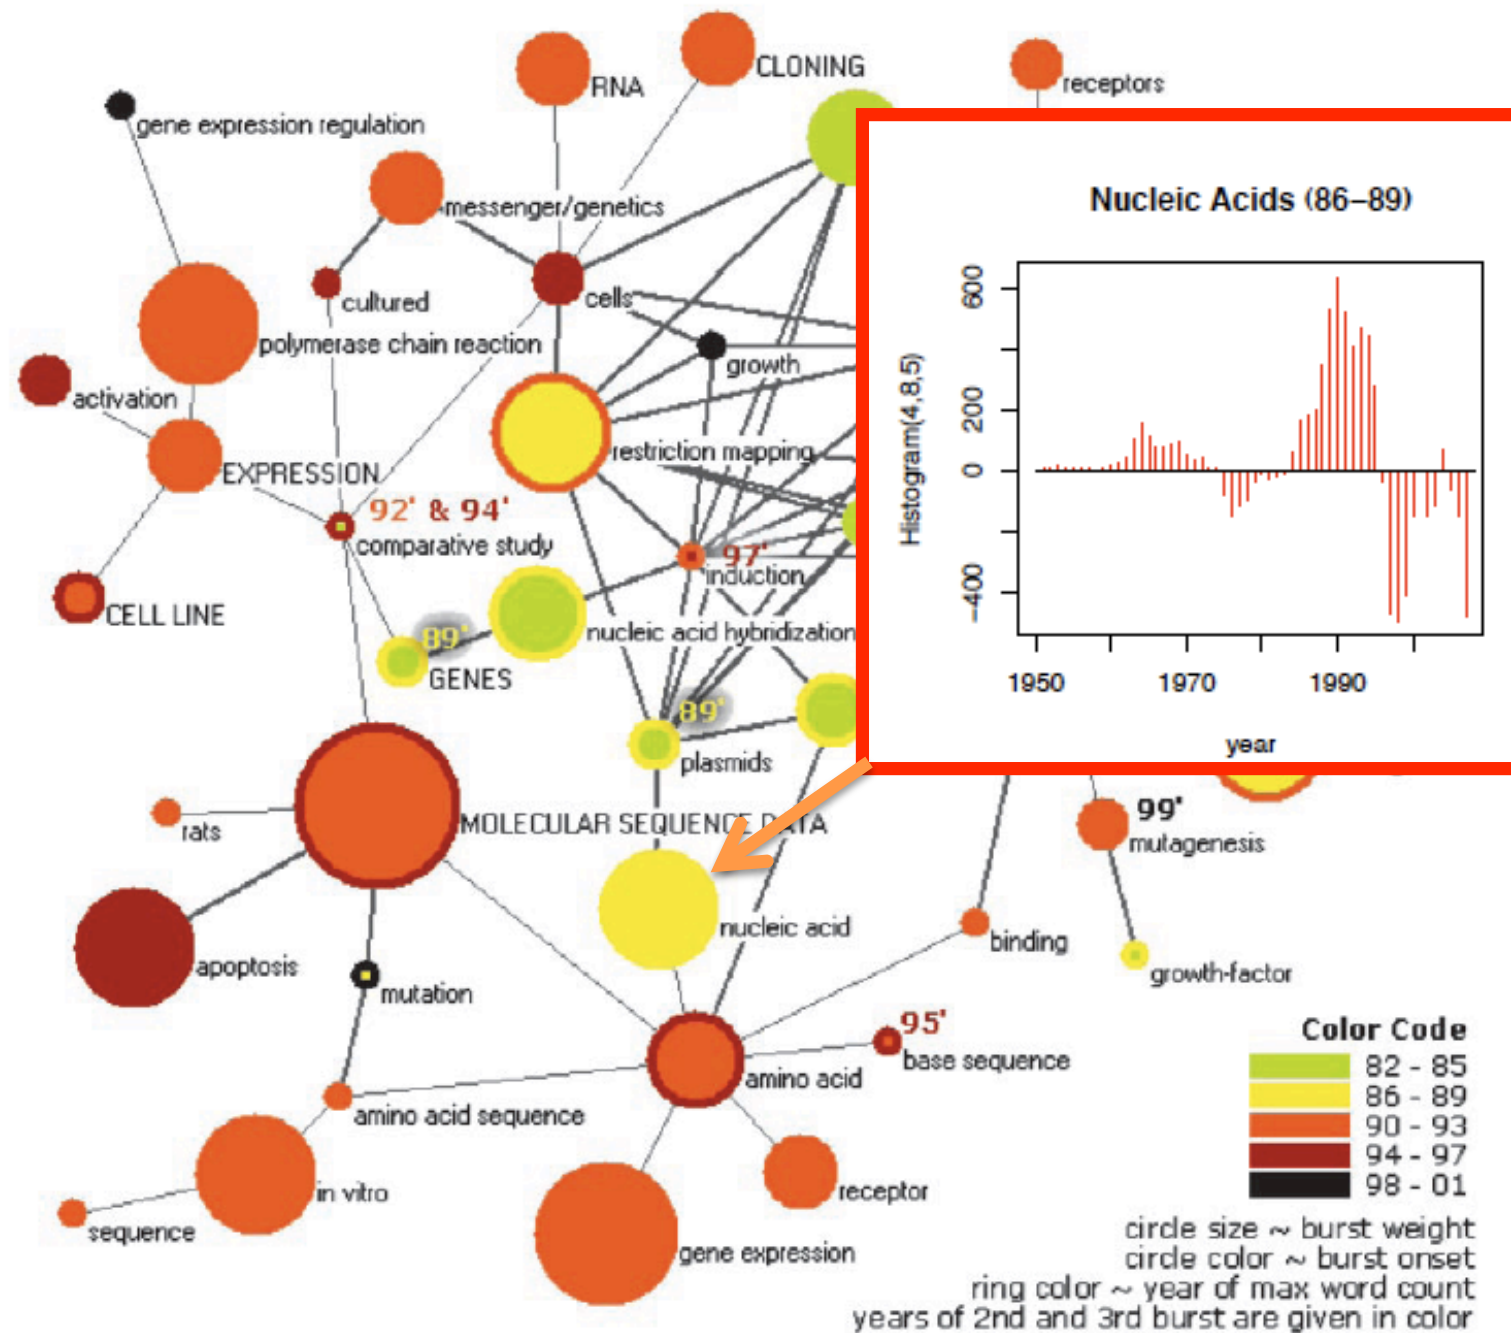 RNA
CLONING
receptors
gene expression regulation
messenger/genetics
cultured
cells
polymerase chain reaction
growth
activation
restriction mapping
EXPRESSION
92' & 94'
comparative study
97'
induction
CELL LINE
89'
nucleic acid hybridization
GENES
89'
plasmids
Nucleic Acids (86–89)
Histogram(4,8,5)
600
200
0
−400
1950 1970 1990
year
rats
MOLECULAR SEQUENCE DATA
99'
mutagenesis
nucleic acid
binding
apoptosis
mutation
growth-factor
95'
base sequence
amino acid
amino acid sequence
in vitro
receptor
sequence
gene expression
Color Code
82 - 85
86 - 89
90 - 93
94 - 97
98 - 01
circle size ~ burst weight
circle color ~ burst onset
ring color ~ year of max word count
years of 2nd and 3rd burst are given in color